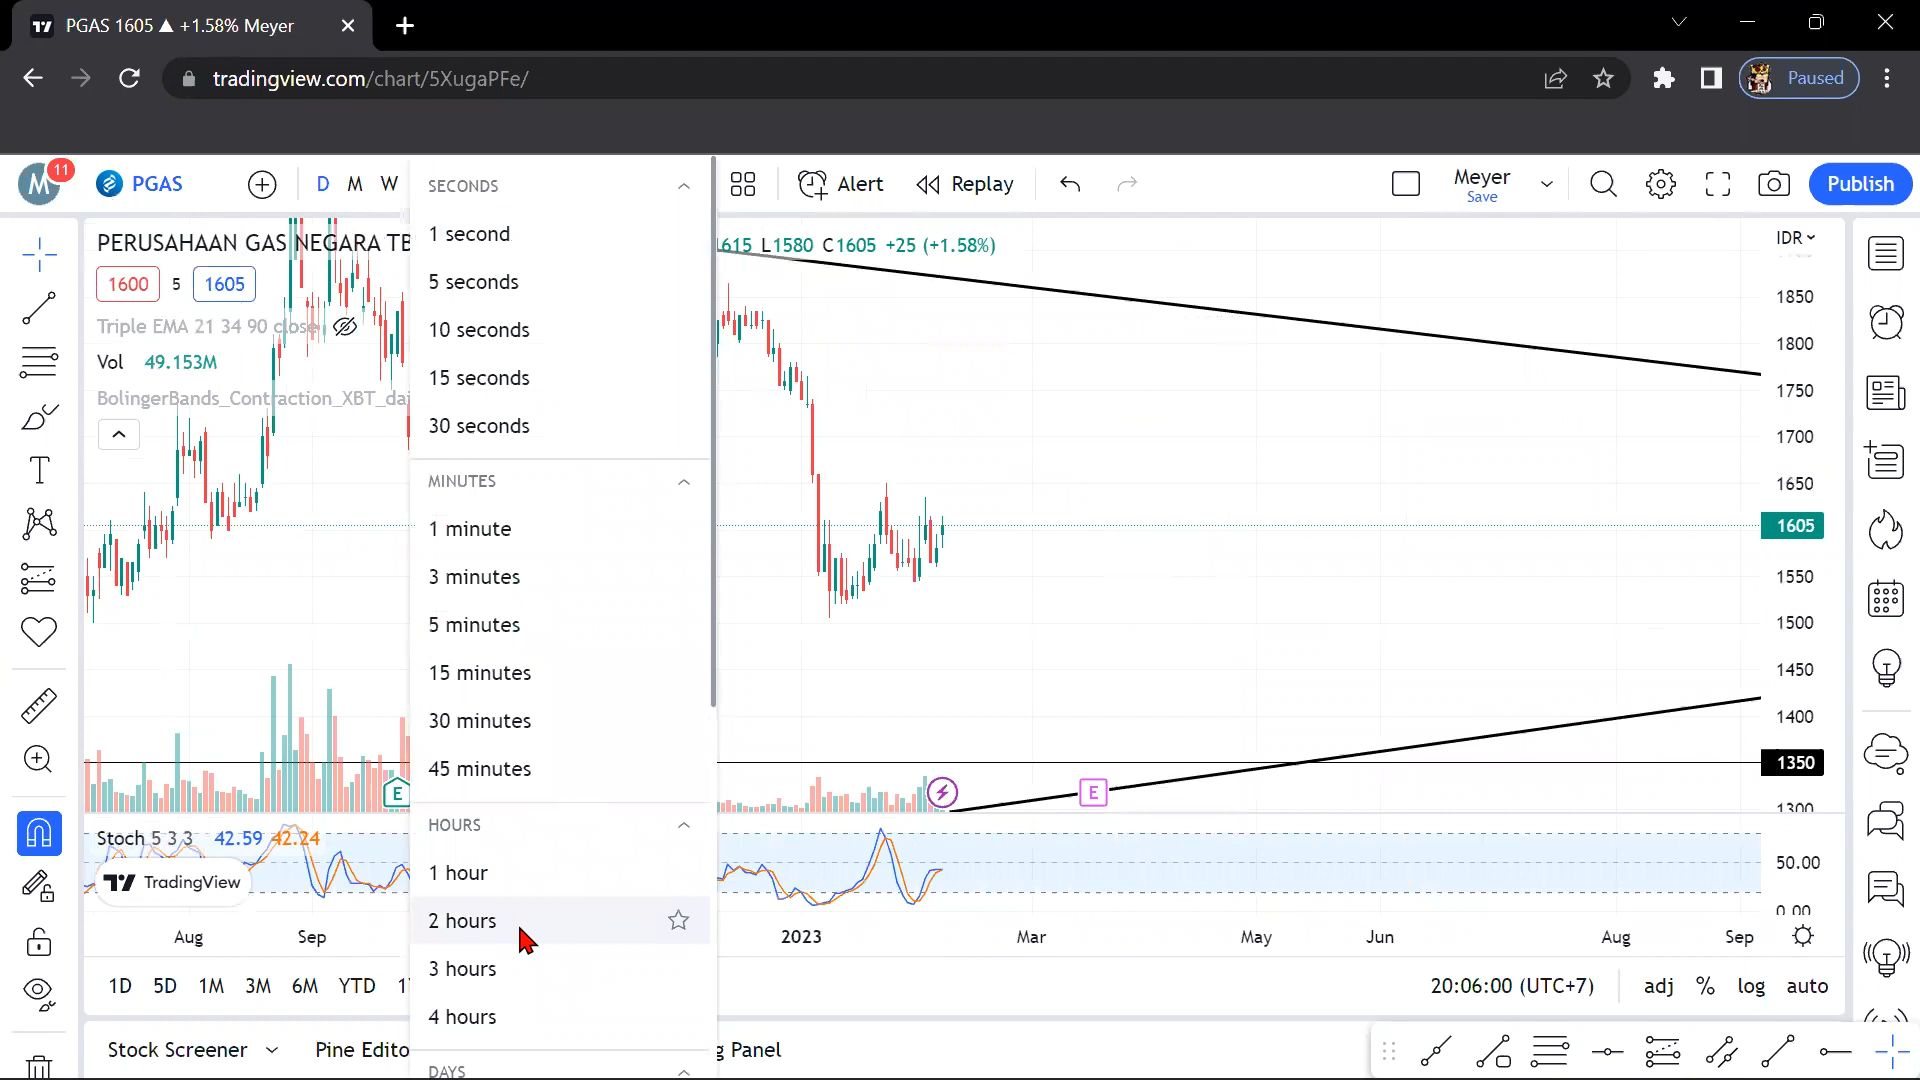 PGAS 1605 ▲ +1.58% Meyer
tradingview.com/chart/5XugaPFe/
Paused
M
11
PGAS
D M W
Alert
Replay
Meyer
Save
Publish
PERUSAHAAN GAS NEGARA TB
L1580 C1605 +25 (+1.58%)
IDR
1600 5 1605
Triple EMA 21 34 90 close
Vol 49.153M
BolingerBands_Contraction_XBT_dai
SECONDS
1 second
5 seconds
10 seconds
15 seconds
30 seconds
MINUTES
1 minute
3 minutes
5 minutes
15 minutes
30 minutes
45 minutes
HOURS
1 hour
2 hours
3 hours
4 hours
DAYS
1850
1800
1750
1700
1650
1605
1550
1500
1450
1400
1350
1300
E
E
Stoch 5 3 3 42.59 42.24
TradingView
50.00
0.00
Aug Sep 2023 Mar May Jun Aug Sep
1D 5D 1M 3M 6M YTD
20:06:00 (UTC+7)
adj % log auto
Stock Screener
Pine Edito
g Panel